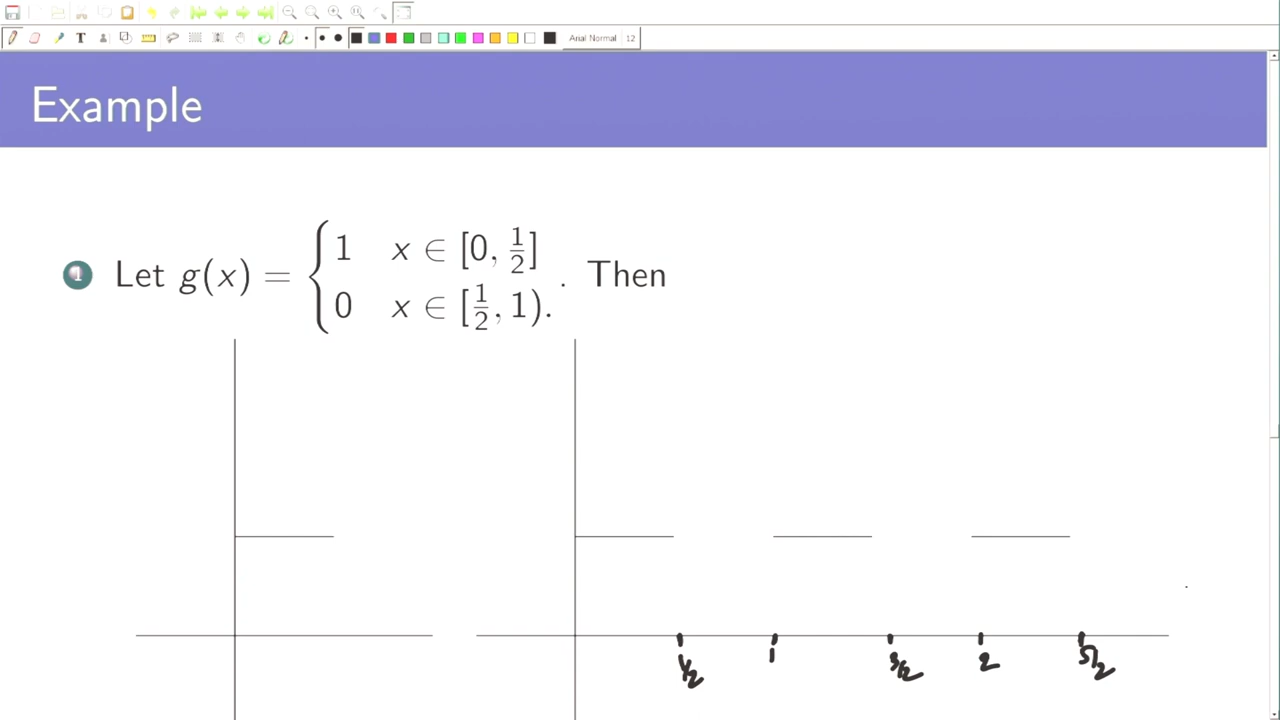 Arial Normal 12
Example
1 Let g(x) = { 1 x ∈ [0, 1/2]
0 x ∈ [1/2, 1). . Then
1/2 1 3/2 2 5/2